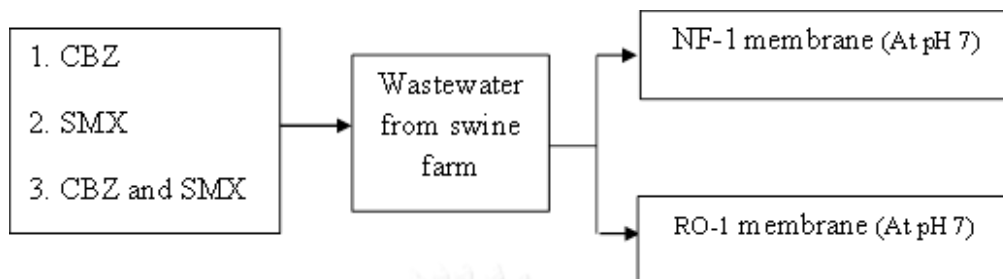 1. CBZ
2. SMX
3. CBZ and SMX
Wastewater
from swine
farm
NF-1 membrane (At pH 7)
RO-1 membrane (At pH 7)